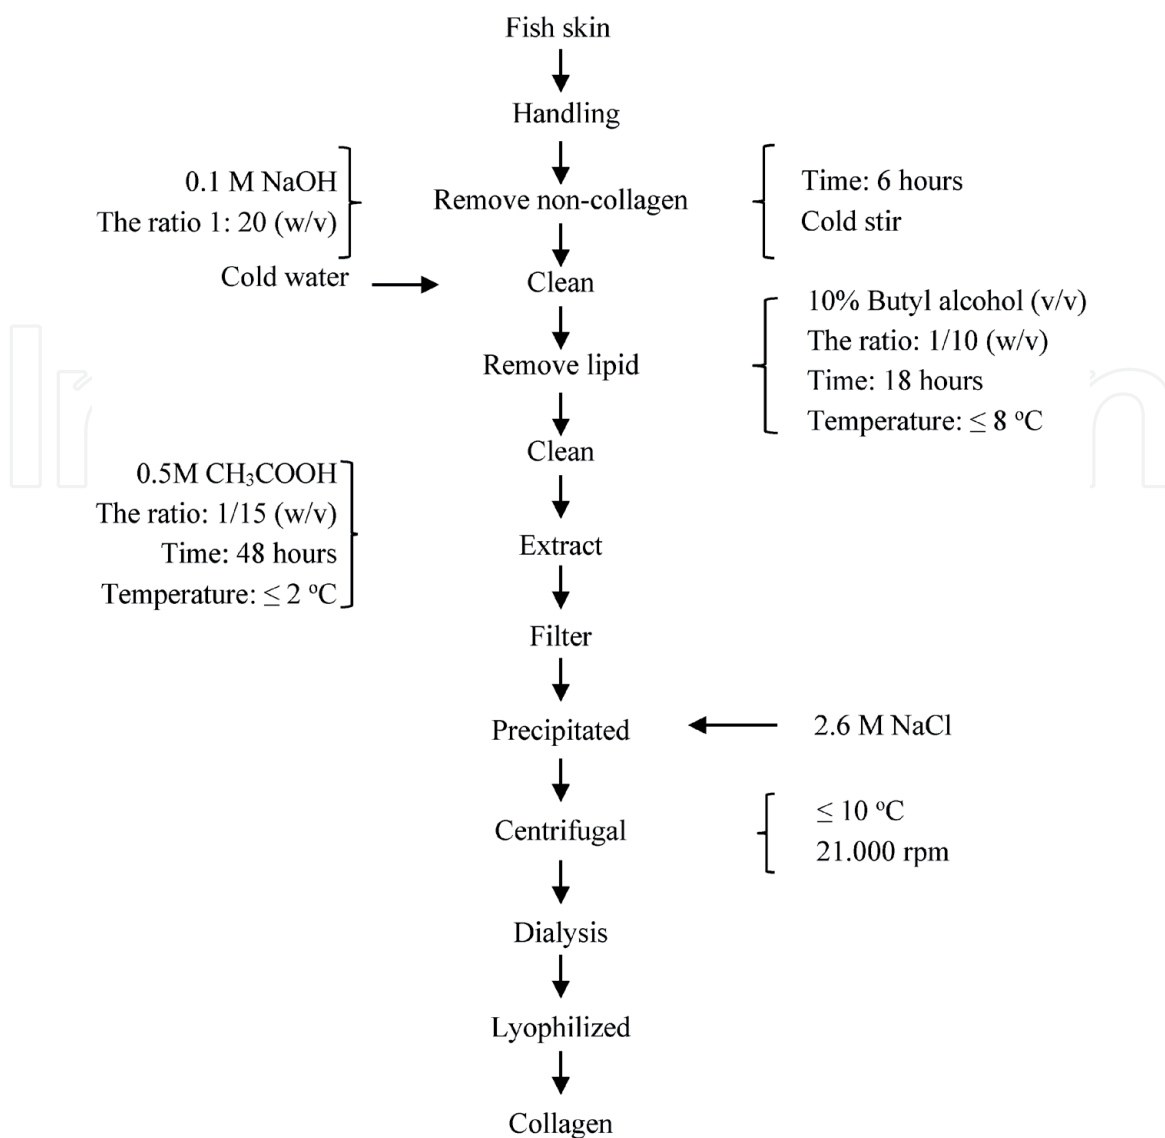 Fish skin
Handling
0.1 M NaOH
The ratio 1: 20 (w/v)
Remove non-collagen
Time: 6 hours
Cold stir
Cold water
Clean
10% Butyl alcohol (v/v)
The ratio: 1/10 (w/v)
Time: 18 hours
Temperature: ≤ 8 °C
Remove lipid
Clean
0.5M CH₃COOH
The ratio: 1/15 (w/v)
Time: 48 hours
Temperature: ≤ 2 °C
Extract
Filter
Precipitated
2.6 M NaCl
Centrifugal
≤ 10 °C
21.000 rpm
Dialysis
Lyophilized
Collagen